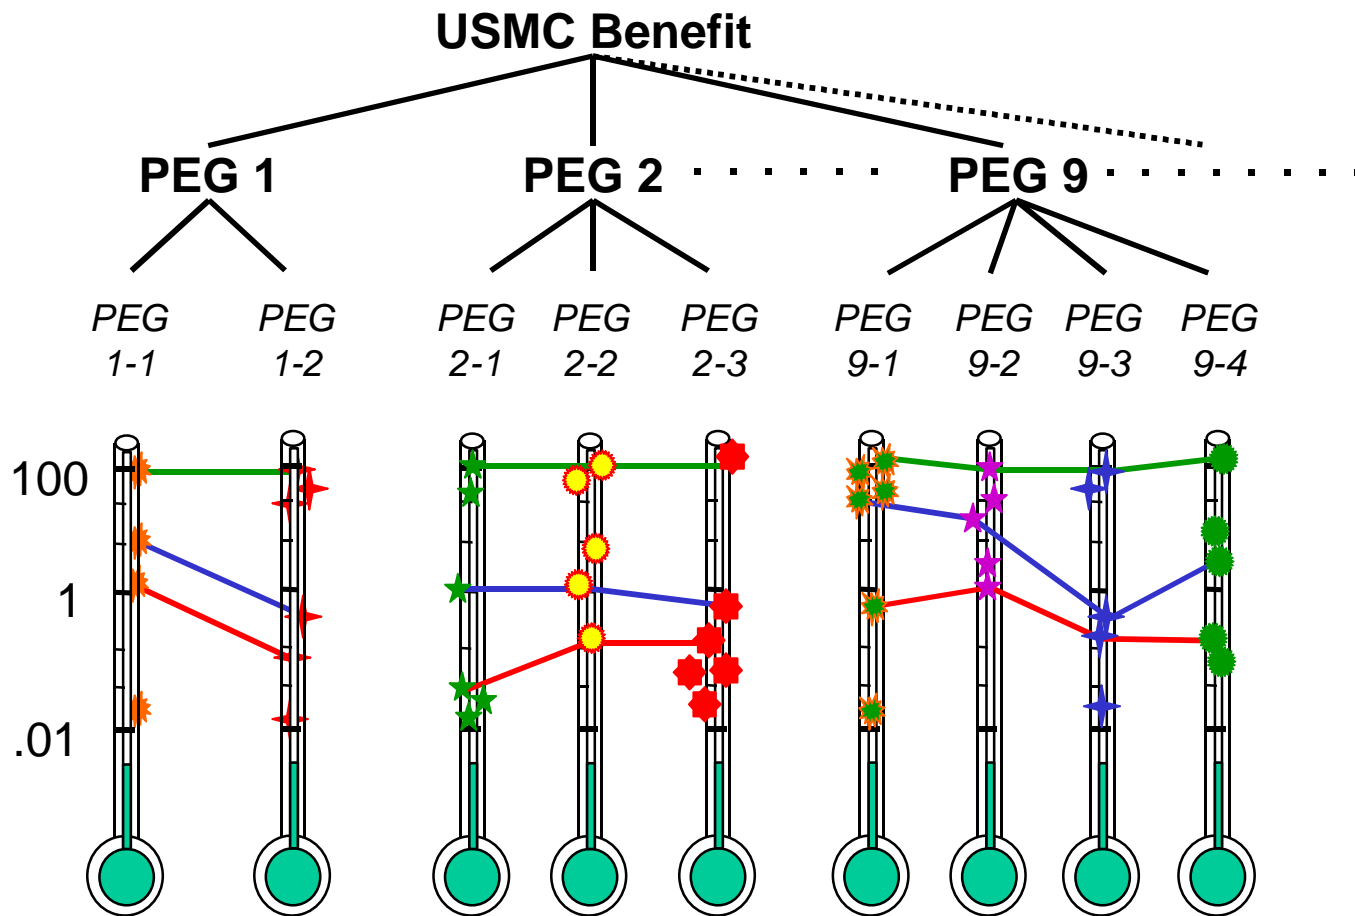 USMC Benefit
PEG 1
PEG 2
PEG 9
PEG
1-1
PEG
1-2
PEG
2-1
PEG
2-2
PEG
2-3
PEG
9-1
PEG
9-2
PEG
9-3
PEG
9-4
100
1
.01